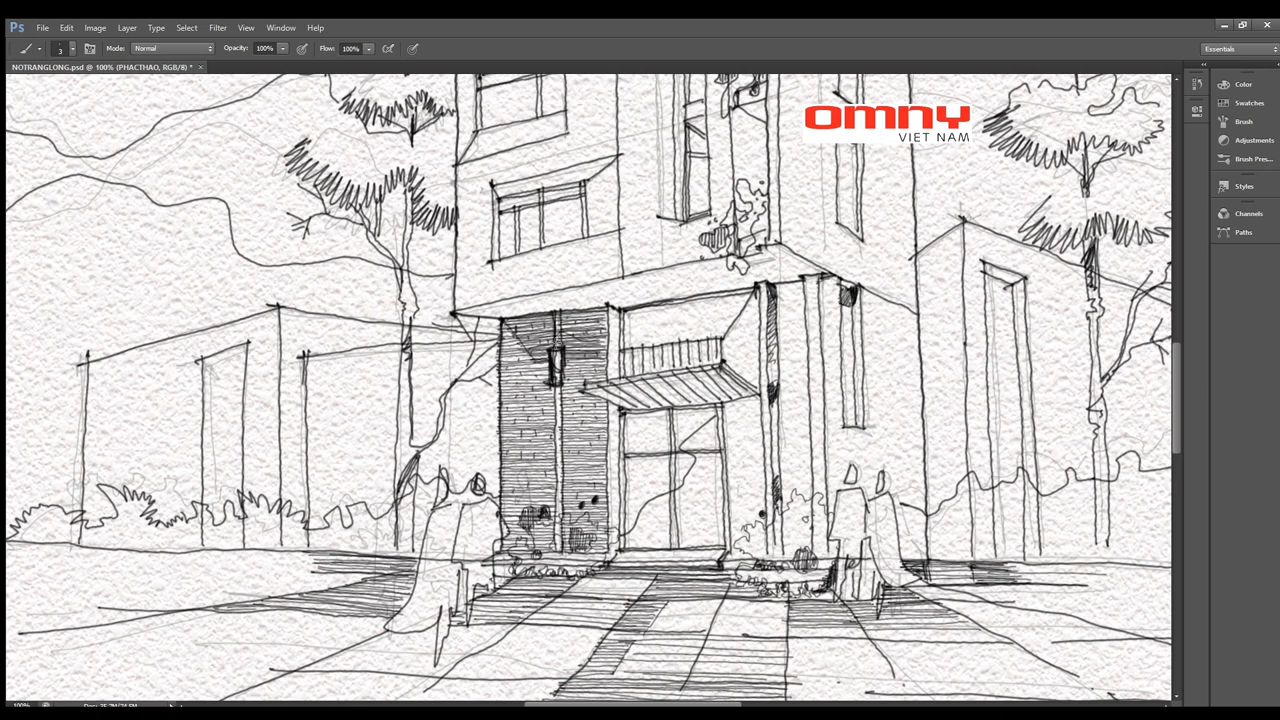 Ps File Edit Image Layer Type Select Filter View Window Help
3 Mode: Normal Opacity: 100% Flow: 100% Essentials
NOTRANGLONG.psd @ 100% (PHACTHAO, RGB/8) * ×
Color
Swatches
Brush
Adjustments
Brush Pres...
Styles
Channels
Paths
OMNY
VIET NAM